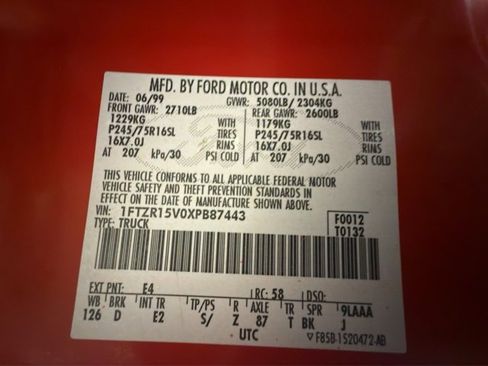 MFD. BY FORD MOTOR CO. IN U.S.A.
DATE: 06/99 GVWR: 5080LB/ 2304KG
FRONT GAWR: 2710LB REAR GAWR: 2600LB
1229KG WITH 1179KG WITH
P245/75R16SL TIRES P245/75R16SL TIRES
16X7.0J RIMS 16X7.0J RIMS
AT 207 kPa/30 PSI COLD AT 207 kPa/30 PSI COLD
THIS VEHICLE CONFORMS TO ALL APPLICABLE FEDERAL MOTOR
VEHICLE SAFETY AND THEFT PREVENTION STANDARDS IN
EFFECT ON THE DATE OF MANUFACTURE SHOWN ABOVE.
VIN: 1FTZR15V0XPB87443 F0012
TYPE: TRUCK T0132
EXT PNT: E4 RC: 58 DSO:
WB BRK INT TR TP/PS R AXLE TR SPR 9LAAA
126 D E2 S/ Z 87 T BK J
UTC ▽ F85B-1520472-AB